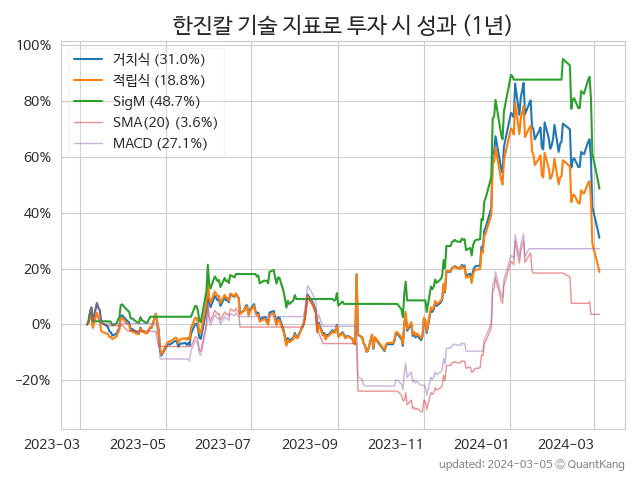 한진칼 기술 지표로 투자 시 성과 (1년)
100%
80%
60%
40%
20%
0%
−20%
거치식 (31.0%)
적립식 (18.8%)
SigM (48.7%)
SMA(20) (3.6%)
MACD (27.1%)
2023-03
2023-05
2023-07
2023-09
2023-11
2024-01
2024-03
updated: 2024-03-05 ⓒ QuantKang